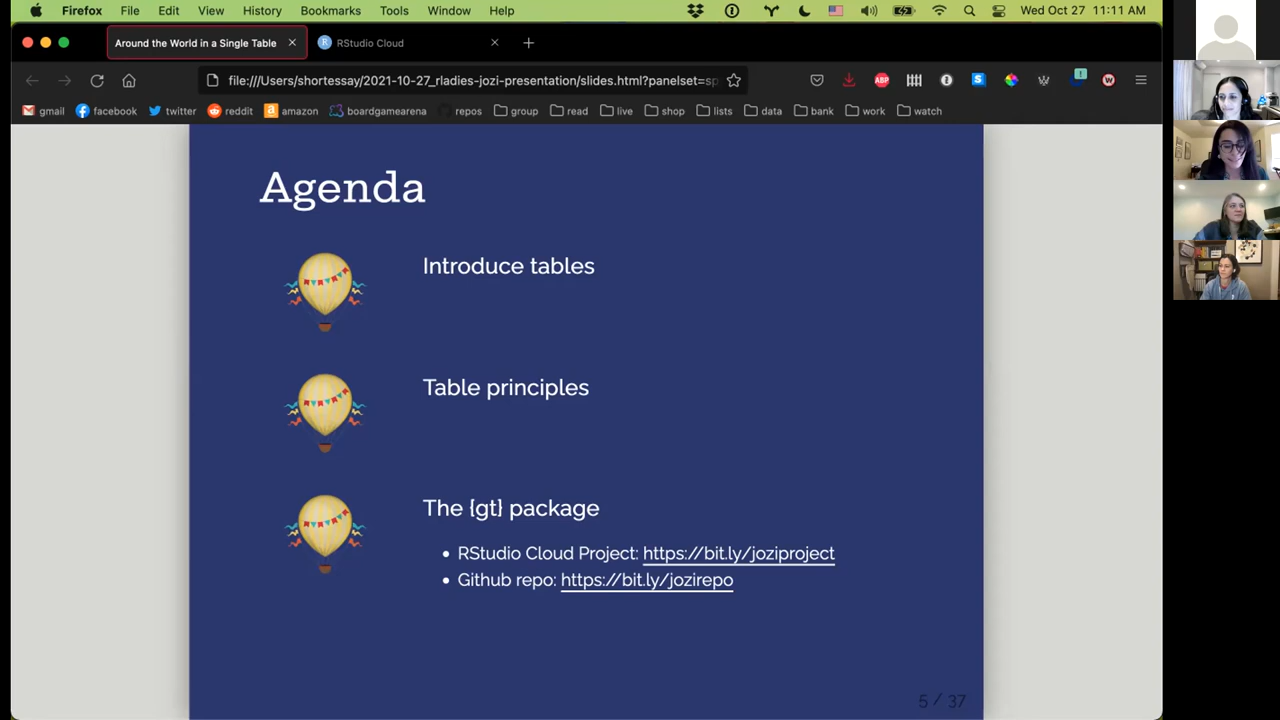 Firefox File Edit View History Bookmarks Tools Window Help Wed Oct 27 11:11 AM
Around the World in a Single Table RStudio Cloud
file:///Users/shortessay/2021-10-27_rladies-jozi-presentation/slides.html?panelset=sp
gmail facebook twitter reddit amazon boardgamearena repos group read live shop lists data bank work watch
Agenda
Introduce tables
Table principles
The {gt} package
RStudio Cloud Project: https://bit.ly/joziproject
Github repo: https://bit.ly/jozirepo
5 / 37